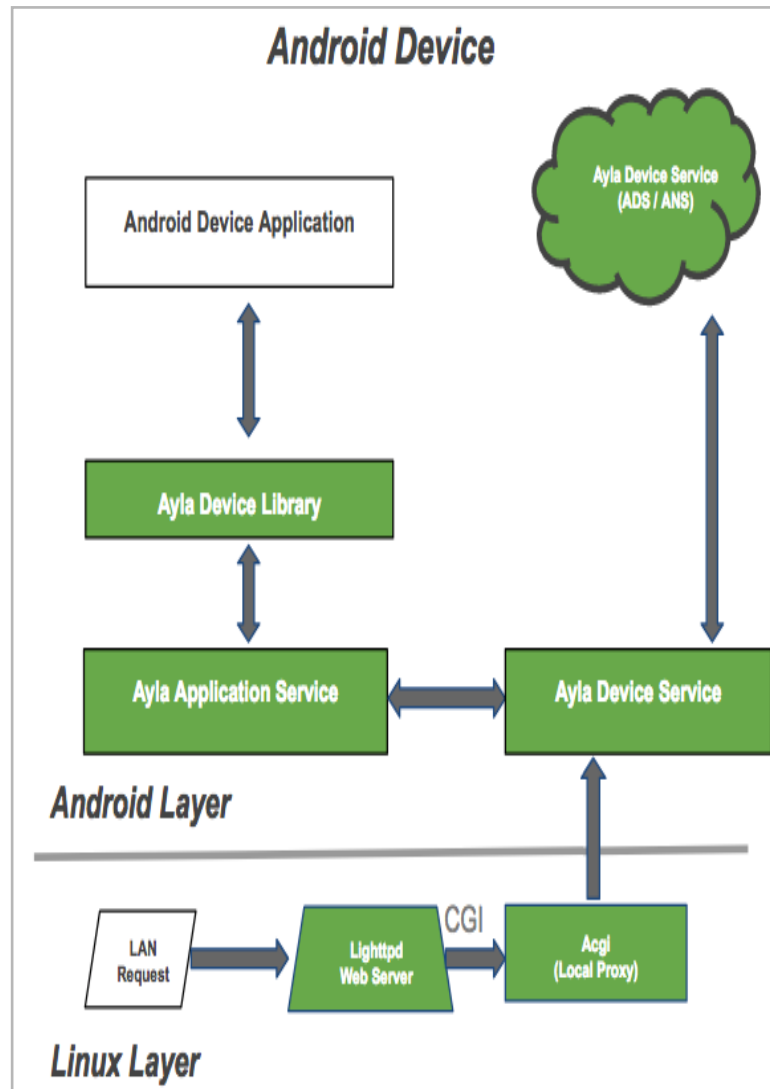 Android Device
Ayla Device Service
(ADS / ANS)
Android Device Application
Ayla Device Library
Ayla Application Service
Ayla Device Service
Android Layer
CGI
LAN
Request
Lighttpd
Web Server
Acgi
(Local Proxy)
Linux Layer